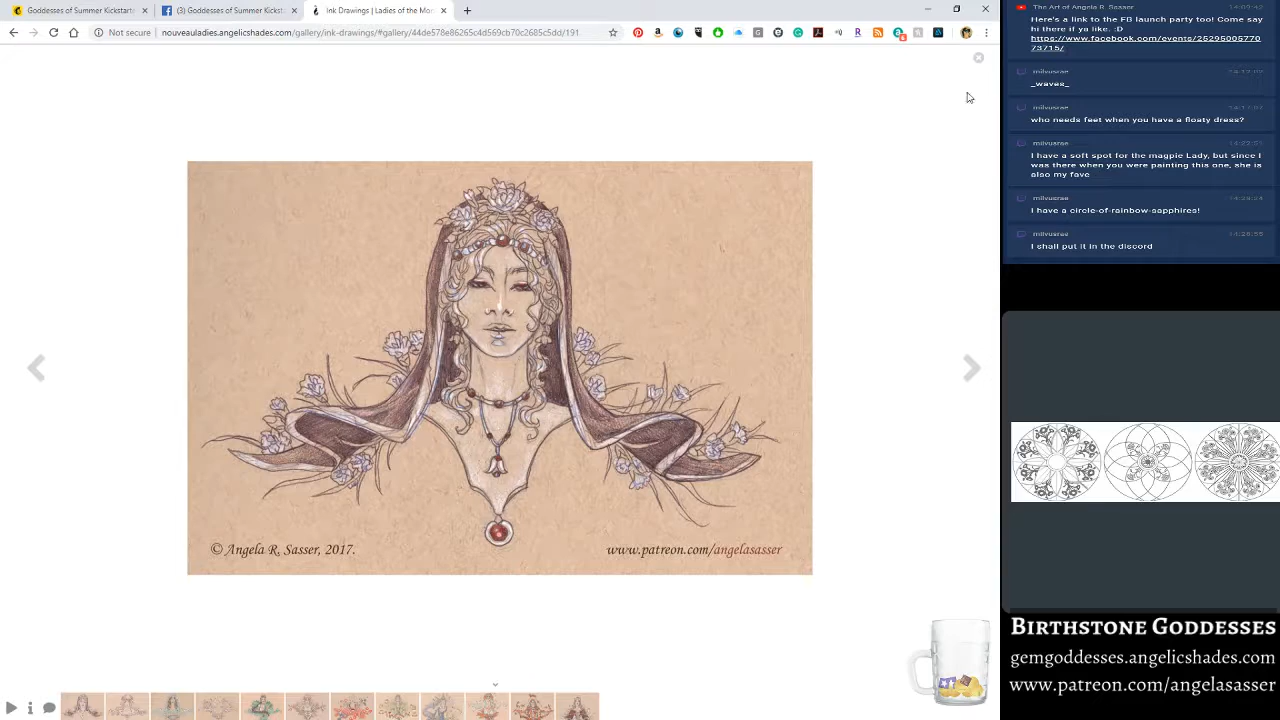 Goddesses of Summer Kickstarte
(3) Goddesses of Summer Kickst
Ink Drawings | Ladies of the Mo
Not secure
nouveauladies.angelicshades.com/gallery/ink-drawings/#gallery/44de578e86265c4d569cb70c2685c5dd/191
© Angela R. Sasser, 2017.
www.patreon.com/angelasasser
The Art of Angela R. Sasser
Here's a link to the FB launch party too! Come say
hi there if ya like. :D
https://www.facebook.com/events/25295005770
73715/
milvusrae
_waves_
milvusrae
who needs feet when you have a floaty dress?
milvusrae
I have a soft spot for the magpie Lady, but since I
was there when you were painting this one, she is
also my fave
milvusrae
I have a circle-of-rainbow-sapphires!
milvusrae
I shall put it in the discord
Birthstone Goddesses
gemgoddesses.angelicshades.com
www.patreon.com/angelasasser